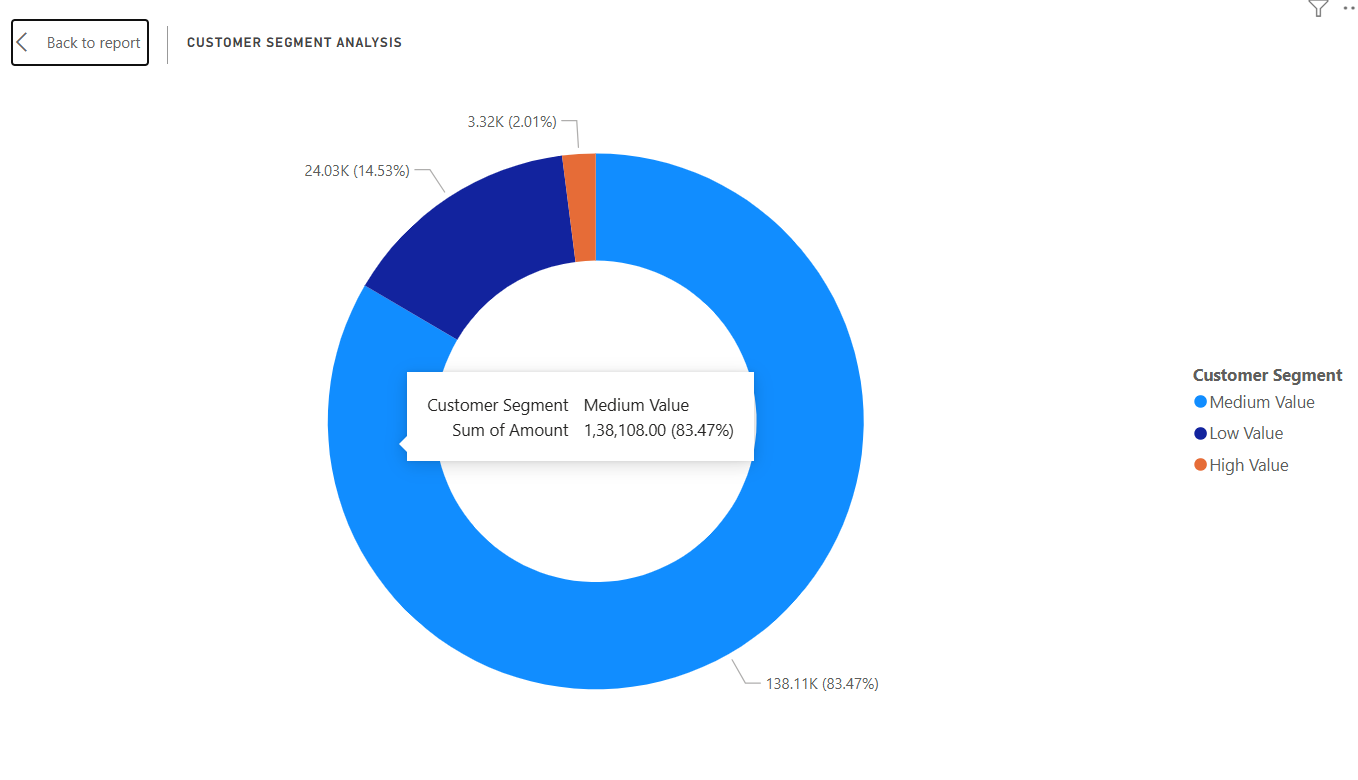 Back to report
CUSTOMER SEGMENT ANALYSIS
3.32K (2.01%)
24.03K (14.53%)
Customer Segment Medium Value
Sum of Amount 1,38,108.00 (83.47%)
138.11K (83.47%)
Customer Segment
Medium Value
Low Value
High Value